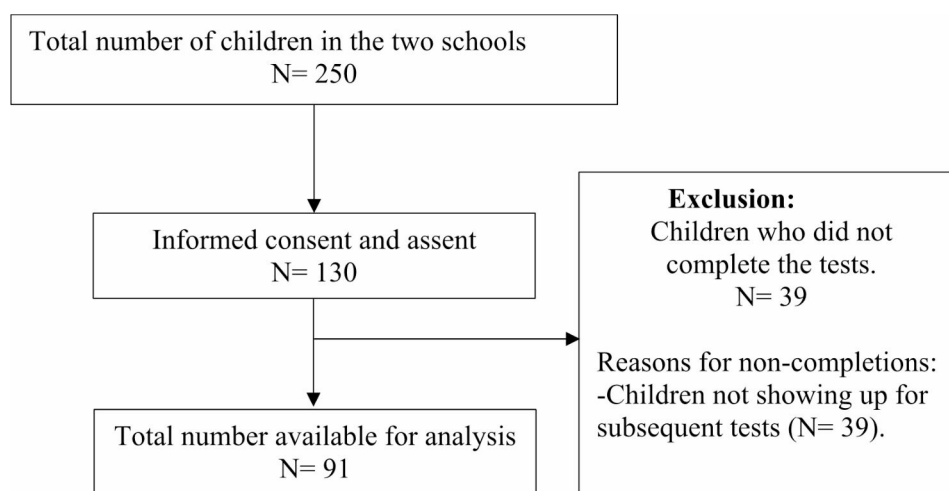 Total number of children in the two schools
N= 250
Informed consent and assent
N= 130
Exclusion:
Children who did not
complete the tests.
N= 39
Reasons for non-completions:
-Children not showing up for
subsequent tests (N= 39).
Total number available for analysis
N= 91